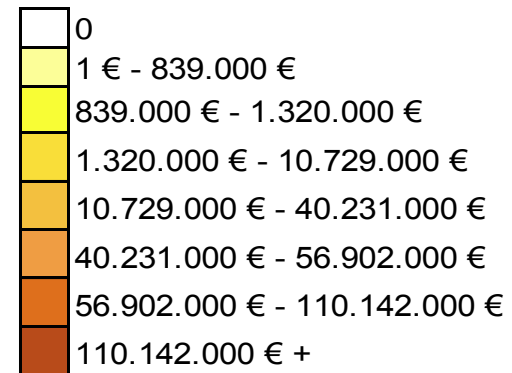 0
1 € - 839.000 €
839.000 € - 1.320.000 €
1.320.000 € - 10.729.000 €
10.729.000 € - 40.231.000 €
40.231.000 € - 56.902.000 €
56.902.000 € - 110.142.000 €
110.142.000 € +